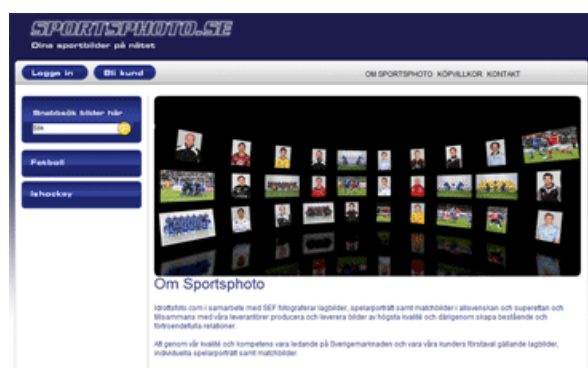 SPORTSPHOTO.SE
Dina sportbilder på nätet
Logga in
Bli kund
OM SPORTSPHOTO KÖPVILLKOR KONTAKT
Snabbsök bilder här
Sök
Fotboll
Ishockey
Om Sportsphoto
Idrottsfoto.com i samarbete med SEF fotograferar lagbilder, spelarporträtt samt matchbilder i allsvenskan och superettan och
tillsammans med våra leverantörer producera och leverera bilder av högsta kvalité och därigenom skapa bestående och
förtroendefulla relationer.
Att genom vår kvalité och kompetens vara ledande på Sverigemarknaden och vara våra kunders förstaval gällande lagbilder,
individuella spelarporträtt samt matchbilder.